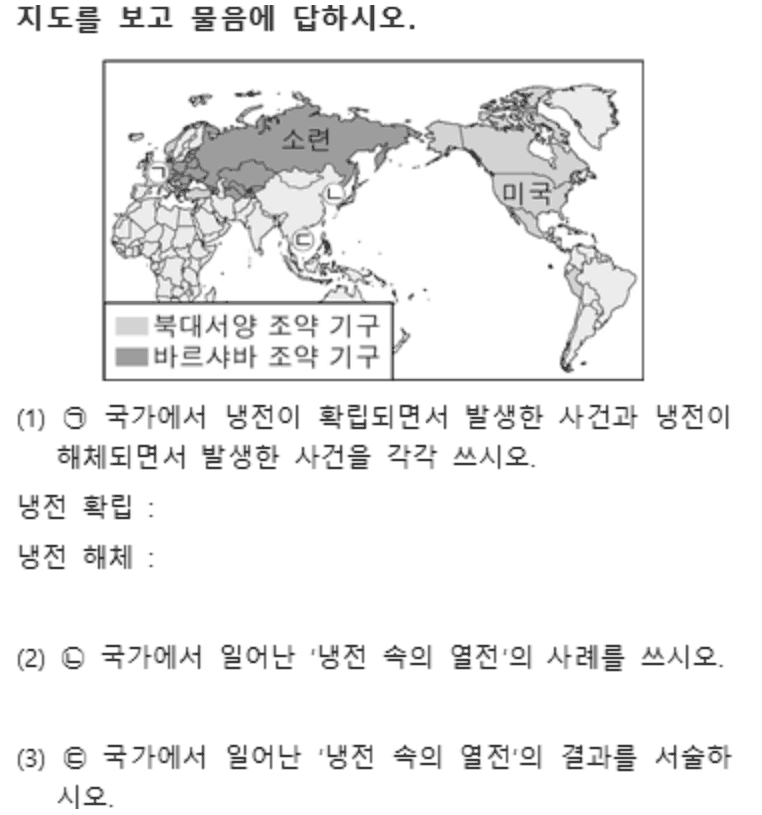 지도를 보고 물음에 답하시오.
소련
㉠
㉡
미국
㉢
북대서양 조약 기구
바르샤바 조약 기구
(1) ㉠ 국가에서 냉전이 확립되면서 발생한 사건과 냉전이
해체되면서 발생한 사건을 각각 쓰시오.
냉전 확립 :
냉전 해체 :
(2) ㉡ 국가에서 일어난 '냉전 속의 열전'의 사례를 쓰시오.
(3) ㉢ 국가에서 일어난 '냉전 속의 열전'의 결과를 서술하
시오.